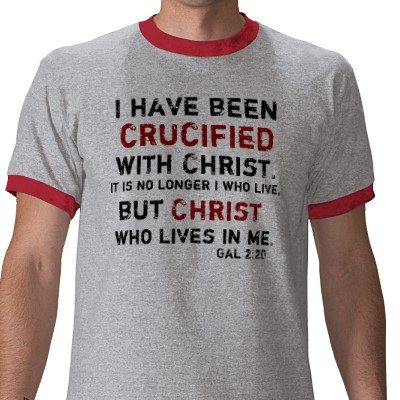 I HAVE BEEN
CRUCIFIED
WITH CHRIST.
IT IS NO LONGER I WHO LIVE,
BUT CHRIST
WHO LIVES IN ME.
GAL 2:20